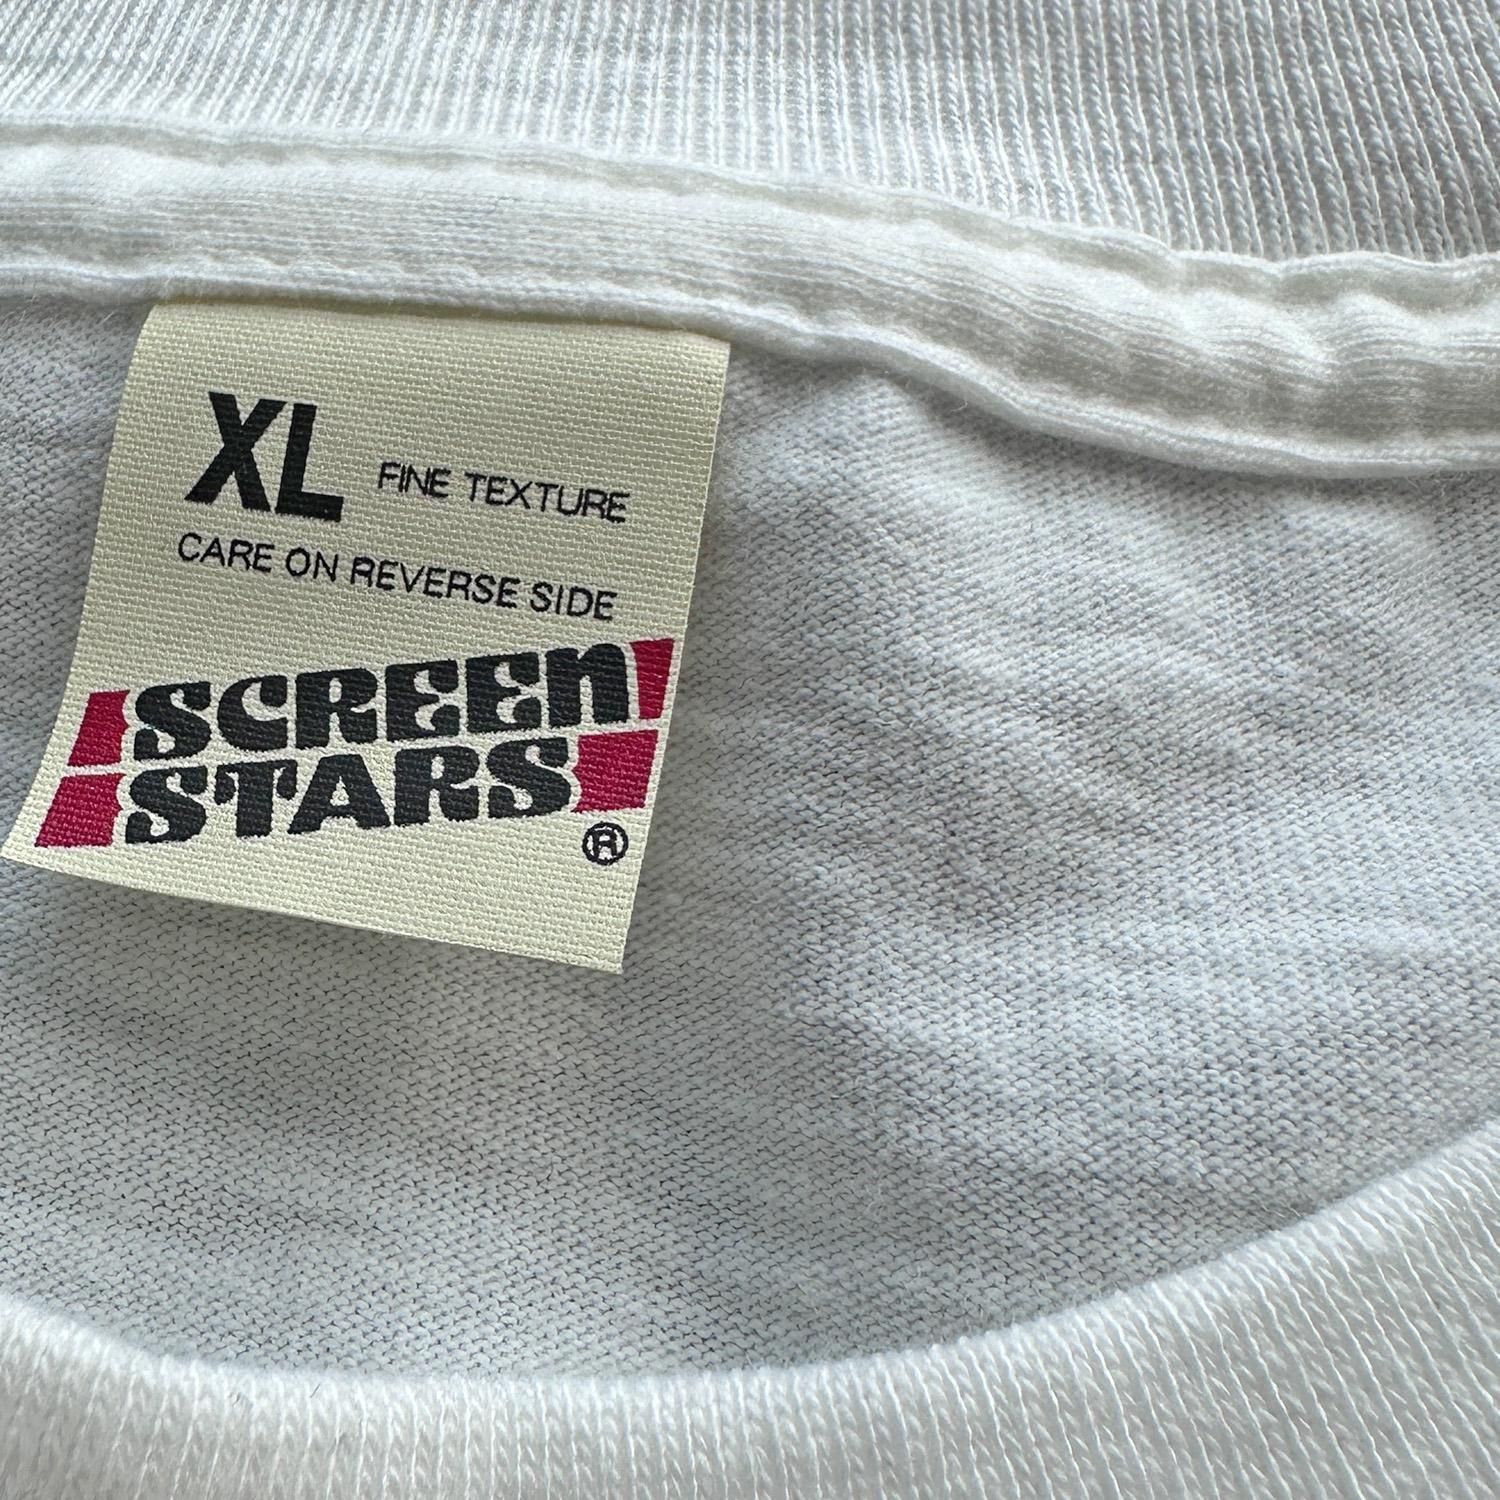 XL FINE TEXTURE
CARE ON REVERSE SIDE
SCREEN
STARS
®